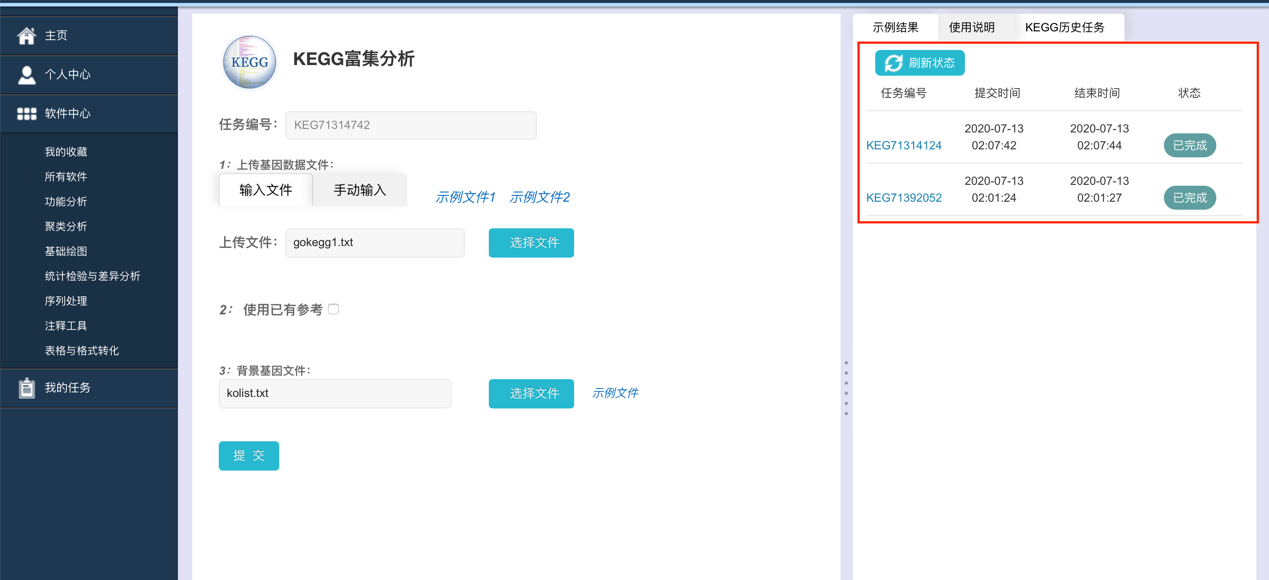 主页
个人中心
软件中心
我的收藏
所有软件
功能分析
聚类分析
基础绘图
统计检验与差异分析
序列处理
注释工具
表格与格式转化
我的任务
KEGG
KEGG富集分析
任务编号: KEG71314742
1: 上传基因数据文件:
输入文件 手动输入 示例文件1 示例文件2
上传文件: gokegg1.txt 选择文件
2: 使用已有参考
3: 背景基因文件:
kolist.txt 选择文件 示例文件
提 交
示例结果 使用说明 KEGG历史任务
刷新状态
任务编号 提交时间 结束时间 状态
KEG71314124 2020-07-13 02:07:42 2020-07-13 02:07:44 已完成
KEG71392052 2020-07-13 02:01:24 2020-07-13 02:01:27 已完成